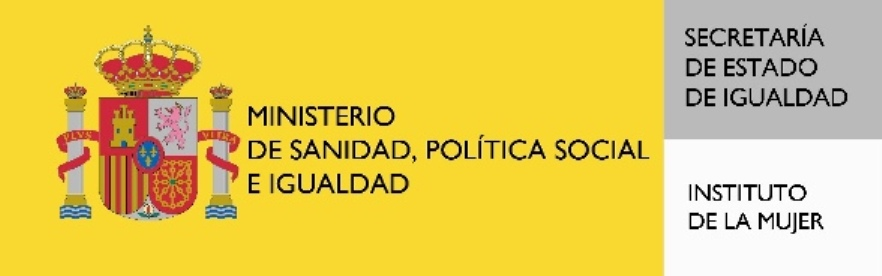 PLVS VLTRA
MINISTERIO
DE SANIDAD, POLÍTICA SOCIAL
E IGUALDAD
SECRETARÍA
DE ESTADO
DE IGUALDAD
INSTITUTO
DE LA MUJER